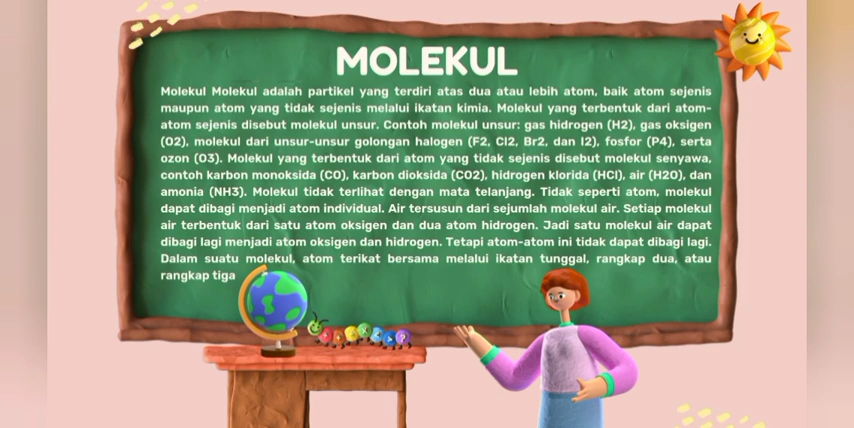 MOLEKUL
Molekul Molekul adalah partikel yang terdiri atas dua atau lebih atom, baik atom sejenis
maupun atom yang tidak sejenis melalui ikatan kimia. Molekul yang terbentuk dari atom-
atom sejenis disebut molekul unsur. Contoh molekul unsur: gas hidrogen (H2), gas oksigen
(O2), molekul dari unsur-unsur golongan halogen (F2, Cl2, Br2, dan I2), fosfor (P4), serta
ozon (O3). Molekul yang terbentuk dari atom yang tidak sejenis disebut molekul senyawa,
contoh karbon monoksida (CO), karbon dioksida (CO2), hidrogen klorida (HCl), air (H2O), dan
amonia (NH3). Molekul tidak terlihat dengan mata telanjang. Tidak seperti atom, molekul
dapat dibagi menjadi atom individual. Air tersusun dari sejumlah molekul air. Setiap molekul
air terbentuk dari satu atom oksigen dan dua atom hidrogen. Jadi satu molekul air dapat
dibagi lagi menjadi atom oksigen dan hidrogen. Tetapi atom-atom ini tidak dapat dibagi lagi.
Dalam suatu molekul, atom terikat bersama melalui ikatan tunggal, rangkap dua, atau
rangkap tiga